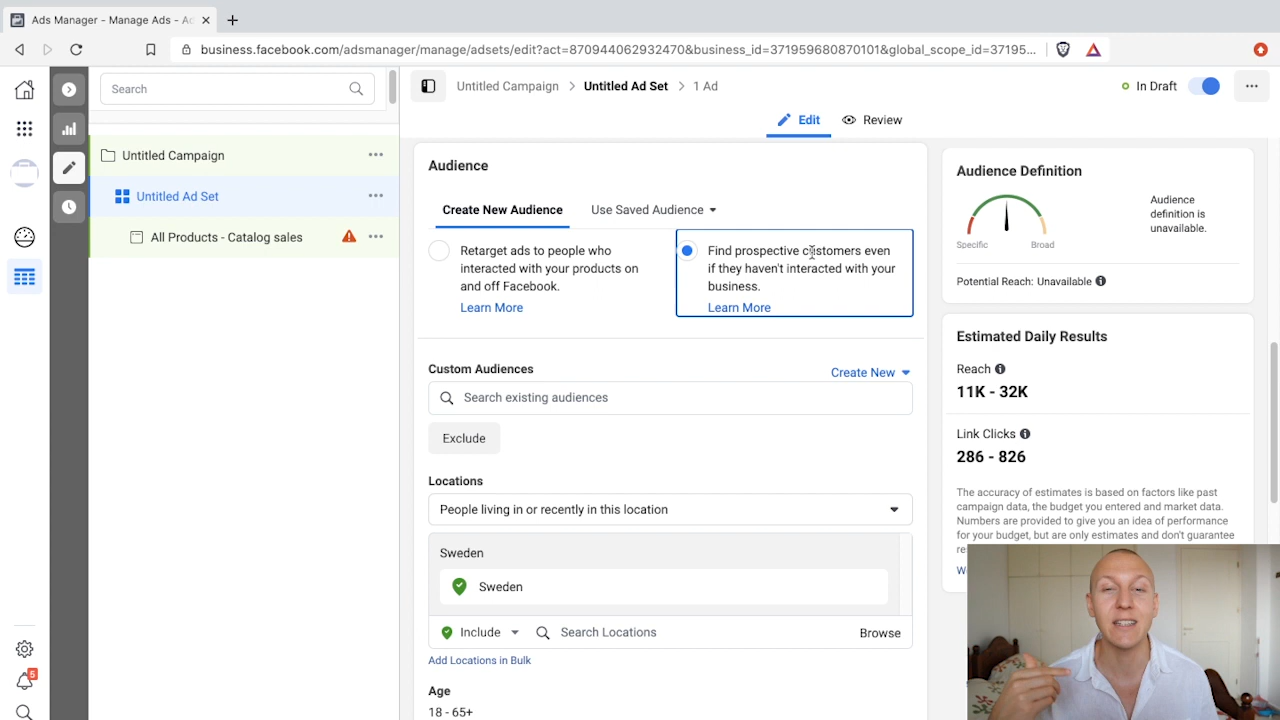 Ads Manager - Manage Ads - Ad
business.facebook.com/adsmanager/manage/adsets/edit?act=870944062932470&business_id=371959680870101&global_scope_id=37195...
Search
Untitled Campaign
Untitled Ad Set
All Products - Catalog sales
5
Untitled Campaign > Untitled Ad Set > 1 Ad
In Draft
Edit
Review
Audience
Create New Audience
Use Saved Audience
Retarget ads to people who
interacted with your products on
and off Facebook.
Learn More
Find prospective customers even
if they haven't interacted with your
business.
Learn More
Custom Audiences
Create New
Search existing audiences
Exclude
Locations
People living in or recently in this location
Sweden
Sweden
Include
Search Locations
Browse
Add Locations in Bulk
Age
18 - 65+
Audience Definition
Specific
Broad
Audience
definition is
unavailable.
Potential Reach: Unavailable
Estimated Daily Results
Reach
11K - 32K
Link Clicks
286 - 826
The accuracy of estimates is based on factors like past
campaign data, the budget you entered and market data.
Numbers are provided to give you an idea of performance
for your budget, but are only estimates and don't guarantee